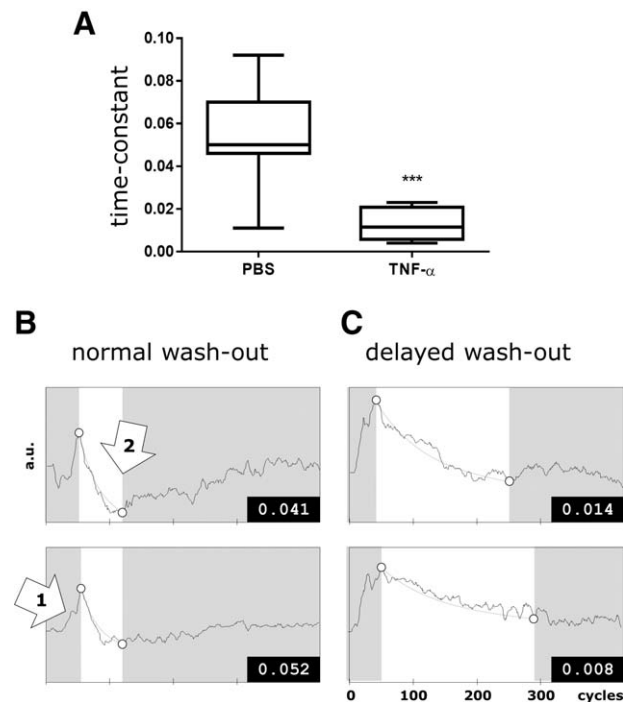 A
time-constant
0.10
0.08
0.06
0.04
0.02
0.00
***
PBS
TNF-α
B
normal wash-out
C
delayed wash-out
a.u.
2
0.041
0.014
1
0.052
0.008
0
100
200
300
cycles